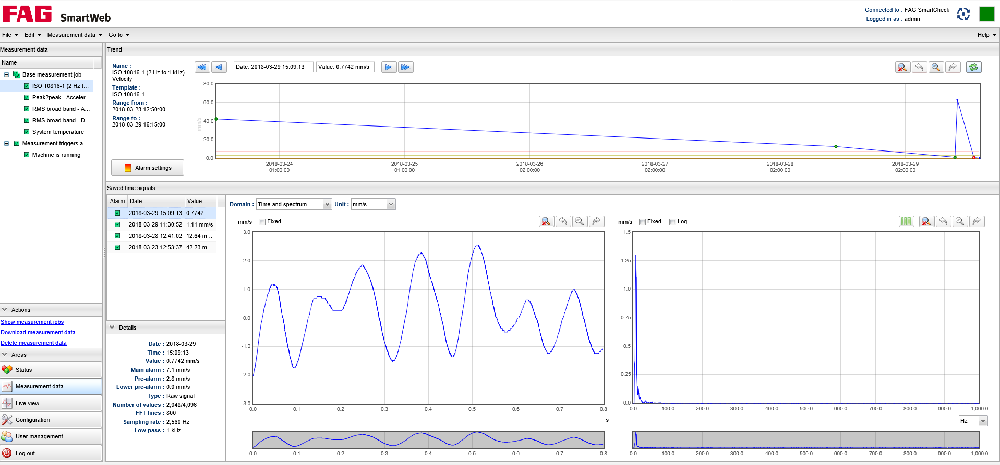 FAG SmartWeb
Connected to : FAG SmartCheck
Logged in as : admin
File Edit Measurement data Go to Help
Measurement data
Name
Base measurement job
ISO 10816-1 (2 Hz t...
Peak2peak - Acceler...
RMS broad band - A...
RMS broad band - D...
System temperature
Measurement triggers a...
Machine is running
Actions
Show measurement jobs
Download measurement data
Delete measurement data
Areas
Status
Measurement data
Live view
Configuration
User management
Log out
Trend
Name :
ISO 10816-1 (2 Hz to 1 kHz) -
Velocity
Template :
ISO 10816-1
Range from :
2018-03-23 12:50:00
Range to :
2018-03-29 16:15:00
Alarm settings
Date: 2018-03-29 15:09:13 Value: 0.7742 mm/s
mm/s
80.0
60.0
40.0
20.0
0.0
2018-03-24 2018-03-25 2018-03-26 2018-03-27 2018-03-28 2018-03-29
01:00:00 01:00:00 02:00:00 02:00:00 02:00:00 02:00:00
Saved time signals
Alarm Date Value
2018-03-29 15:09:13 0.7742...
2018-03-29 11:30:52 1.11 mm/s
2018-03-28 12:41:02 12.64 m...
2018-03-23 12:53:37 42.23 m...
Details
Date : 2018-03-29
Time : 15:09:13
Value : 0.7742 mm/s
Main alarm : 7.1 mm/s
Pre-alarm : 2.8 mm/s
Lower pre-alarm : 0.0 mm/s
Type : Raw signal
Number of values : 2,048/4,096
FFT lines : 800
Sampling rate : 2,560 Hz
Low-pass : 1 kHz
Domain : Time and spectrum Unit : mm/s
mm/s Fixed
3.0
2.0
1.0
0.0
-1.0
-2.0
-3.0
0.0 0.1 0.2 0.3 0.4 0.5 0.6 0.7 0.8
s
0.0 0.1 0.2 0.3 0.4 0.5 0.6 0.7 0.8
mm/s Fixed Log.
1.5
1.25
1.0
0.75
0.5
0.25
0.0
0.0 100.0 200.0 300.0 400.0 500.0 600.0 700.0 800.0 900.0 1,000.0
Hz
0.0 100.0 200.0 300.0 400.0 500.0 600.0 700.0 800.0 900.0 1,000.0